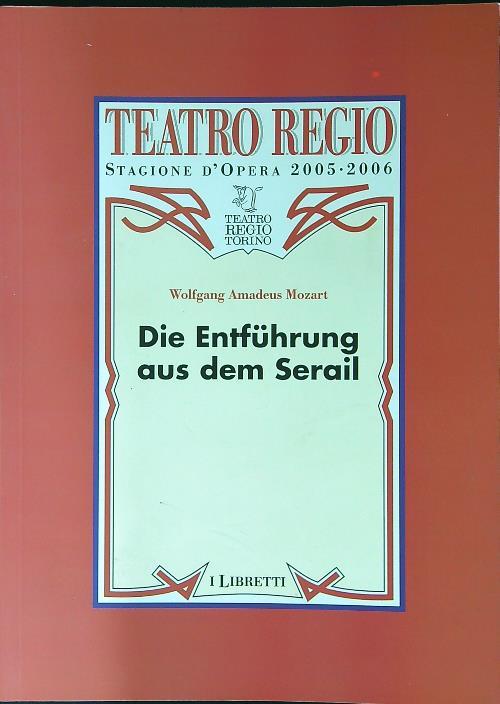 TEATRO REGIO
STAGIONE D'OPERA 2005·2006
TEATRO
REGIO
TORINO
Wolfgang Amadeus Mozart
Die Entführung
aus dem Serail
I LIBRETTI